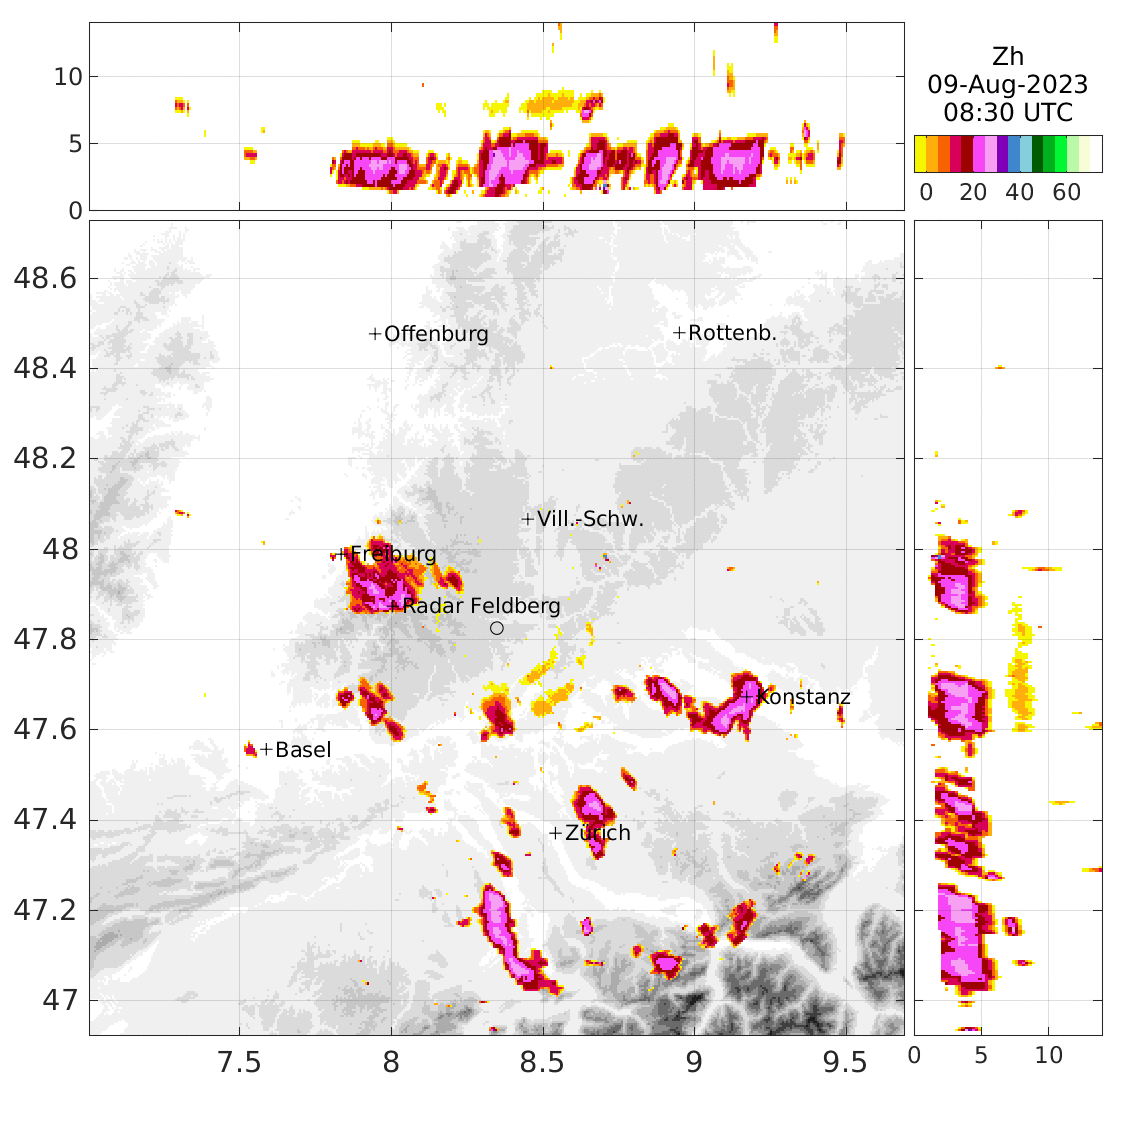 Zh
09-Aug-2023
08:30 UTC
0 20 40 60
10
5
0
48.6
48.4
48.2
48
47.8
47.6
47.4
47.2
47
Offenburg
Rottenb.
Vill.-Schw.
Freiburg
Radar Feldberg
Konstanz
Basel
Zürich
7.5 8 8.5 9 9.5
0 5 10